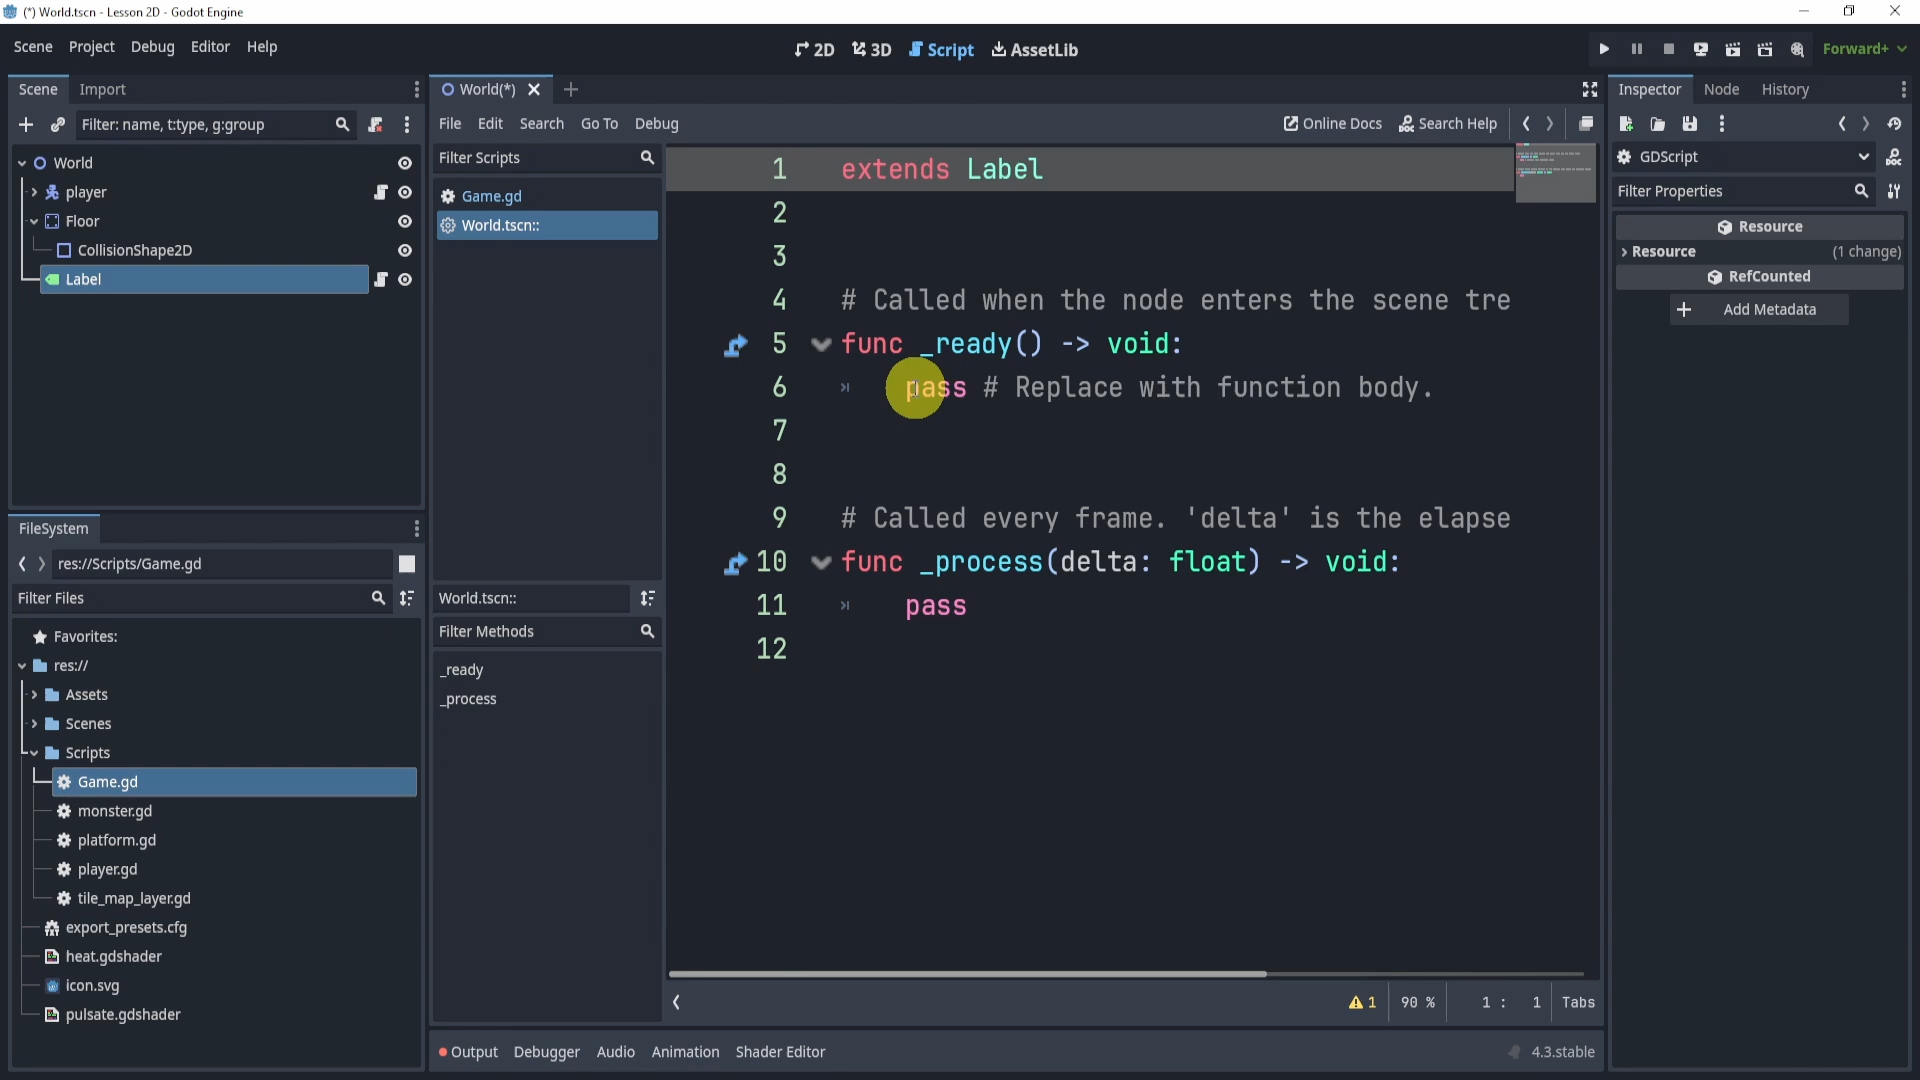 (*) World.tscn - Lesson 2D - Godot Engine
Scene Project Debug Editor Help
2D 3D Script AssetLib
Forward+
Scene Import
World(*)
Inspector Node History
Filter: name, t:type, g:group
File Edit Search Go To Debug
Online Docs Search Help
GDScript
Filter Properties
Resource
Resource (1 change)
RefCounted
Add Metadata
World
player
Floor
CollisionShape2D
Label
Filter Scripts
Game.gd
World.tscn::
World.tscn::
Filter Methods
_ready
_process
1 extends Label
2
3
4 # Called when the node enters the scene tre
5 func _ready() -> void:
6 pass # Replace with function body.
7
8
9 # Called every frame. 'delta' is the elapse
10 func _process(delta: float) -> void:
11 pass
12
1 90 % 1 : 1 Tabs
FileSystem
res://Scripts/Game.gd
Filter Files
Favorites:
res://
Assets
Scenes
Scripts
Game.gd
monster.gd
platform.gd
player.gd
tile_map_layer.gd
export_presets.cfg
heat.gdshader
icon.svg
pulsate.gdshader
Output Debugger Audio Animation Shader Editor
4.3.stable